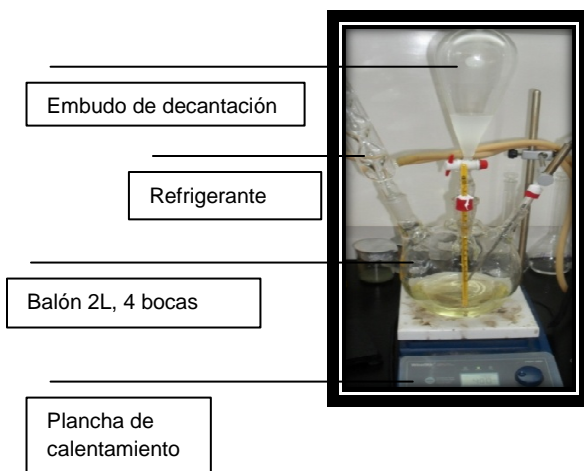 Embudo de decantación
Refrigerante
Balón 2L, 4 bocas
Plancha de
calentamiento